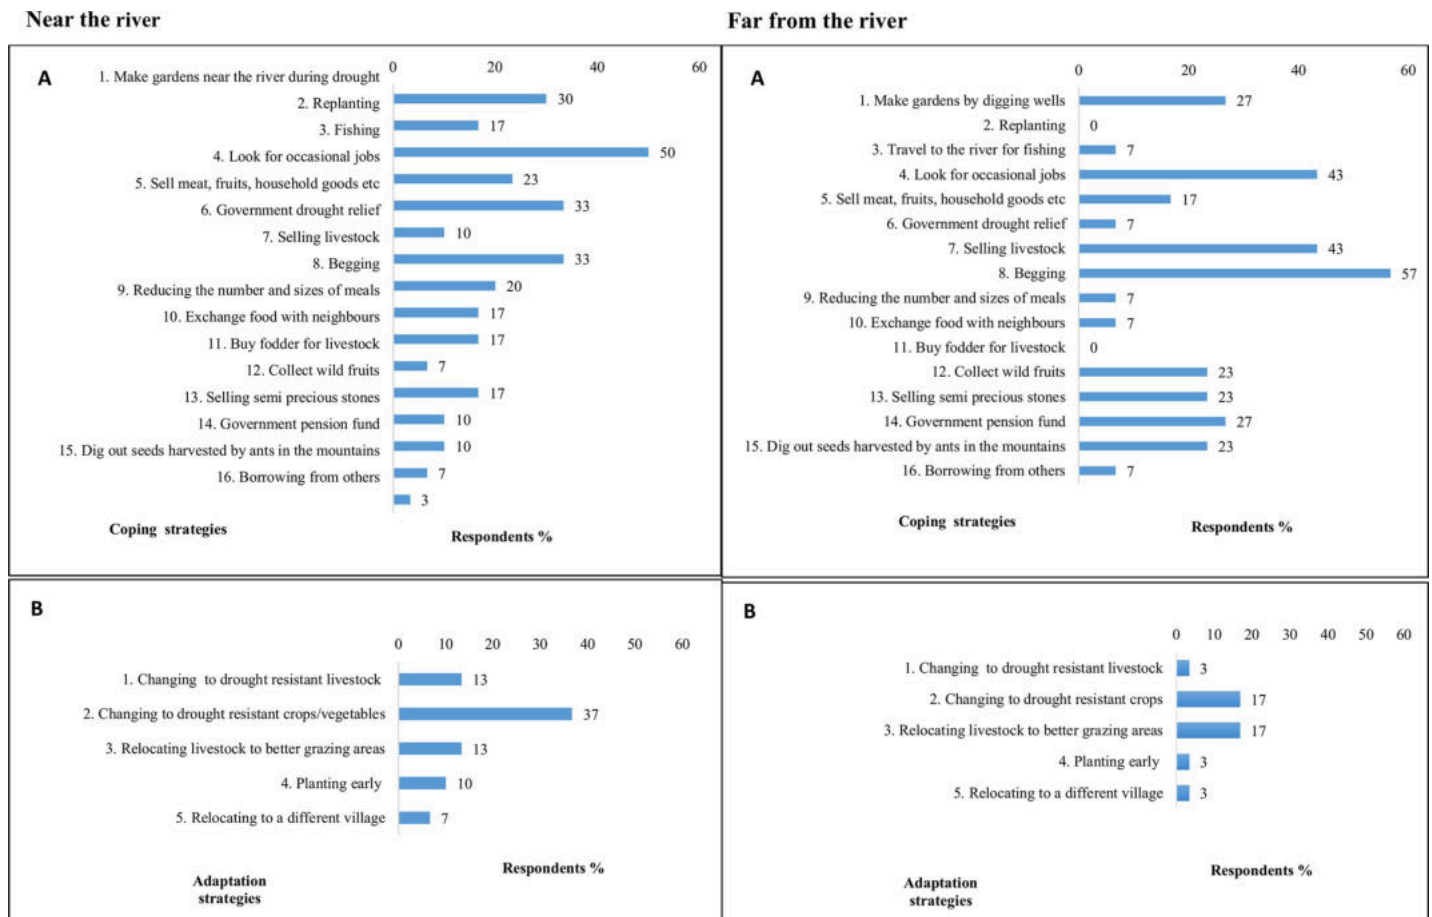 Near the river
A
0 20 40 60
1. Make gardens near the river during drought
2. Replanting 30
3. Fishing 17
4. Look for occasional jobs 50
5. Sell meat, fruits, household goods etc 23
6. Government drought relief 33
7. Selling livestock 10
8. Begging 33
9. Reducing the number and sizes of meals 20
10. Exchange food with neighbours 17
11. Buy fodder for livestock 17
12. Collect wild fruits 7
13. Selling semi precious stones 17
14. Government pension fund 10
15. Dig out seeds harvested by ants in the mountains 10
16. Borrowing from others 7
3
Coping strategies
Respondents %
B
0 10 20 30 40 50 60
1. Changing to drought resistant livestock 13
2. Changing to drought resistant crops/vegetables 37
3. Relocating livestock to better grazing areas 13
4. Planting early 10
5. Relocating to a different village 7
Respondents %
Adaptation
strategies
Far from the river
A
0 20 40 60
1. Make gardens by digging wells 27
2. Replanting 0
3. Travel to the river for fishing 7
4. Look for occasional jobs 43
5. Sell meat, fruits, household goods etc 17
6. Government drought relief 7
7. Selling livestock 43
8. Begging 57
9. Reducing the number and sizes of meals 7
10. Exchange food with neighbours 7
11. Buy fodder for livestock 0
12. Collect wild fruits 23
13. Selling semi precious stones 23
14. Government pension fund 27
15. Dig out seeds harvested by ants in the mountains 23
16. Borrowing from others 7
Coping strategies
Respondents %
B
0 10 20 30 40 50 60
1. Changing to drought resistant livestock 3
2. Changing to drought resistant crops 17
3. Relocating livestock to better grazing areas 17
4. Planting early 3
5. Relocating to a different village 3
Respondents %
Adaptation
strategies